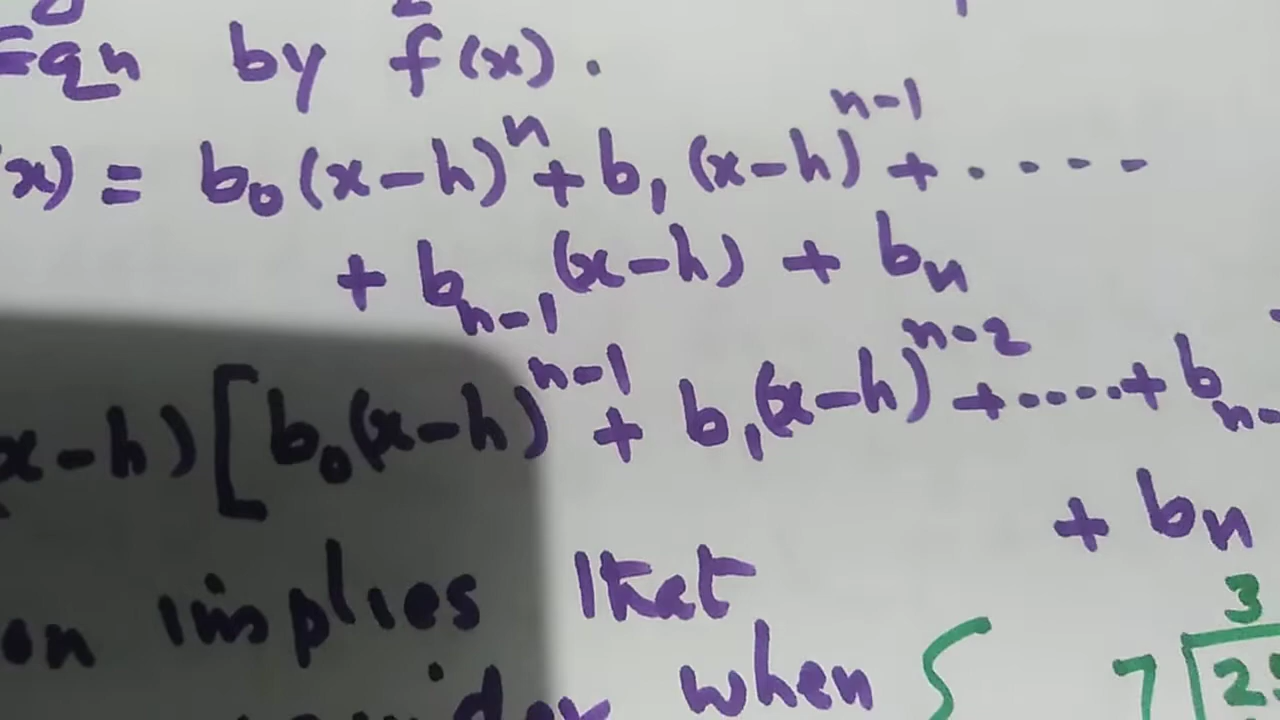 Eqn by f(x).
x) = b₀(x-h)ⁿ + b₁(x-h)ⁿ⁻¹ + ....
+ bₙ₋₁(x-h) + bₙ
x-h)[b₀(x-h)ⁿ⁻¹ + b₁(x-h)ⁿ⁻² + ..... + bₙ₋
+ bₙ
on implies that
when
3
7 2